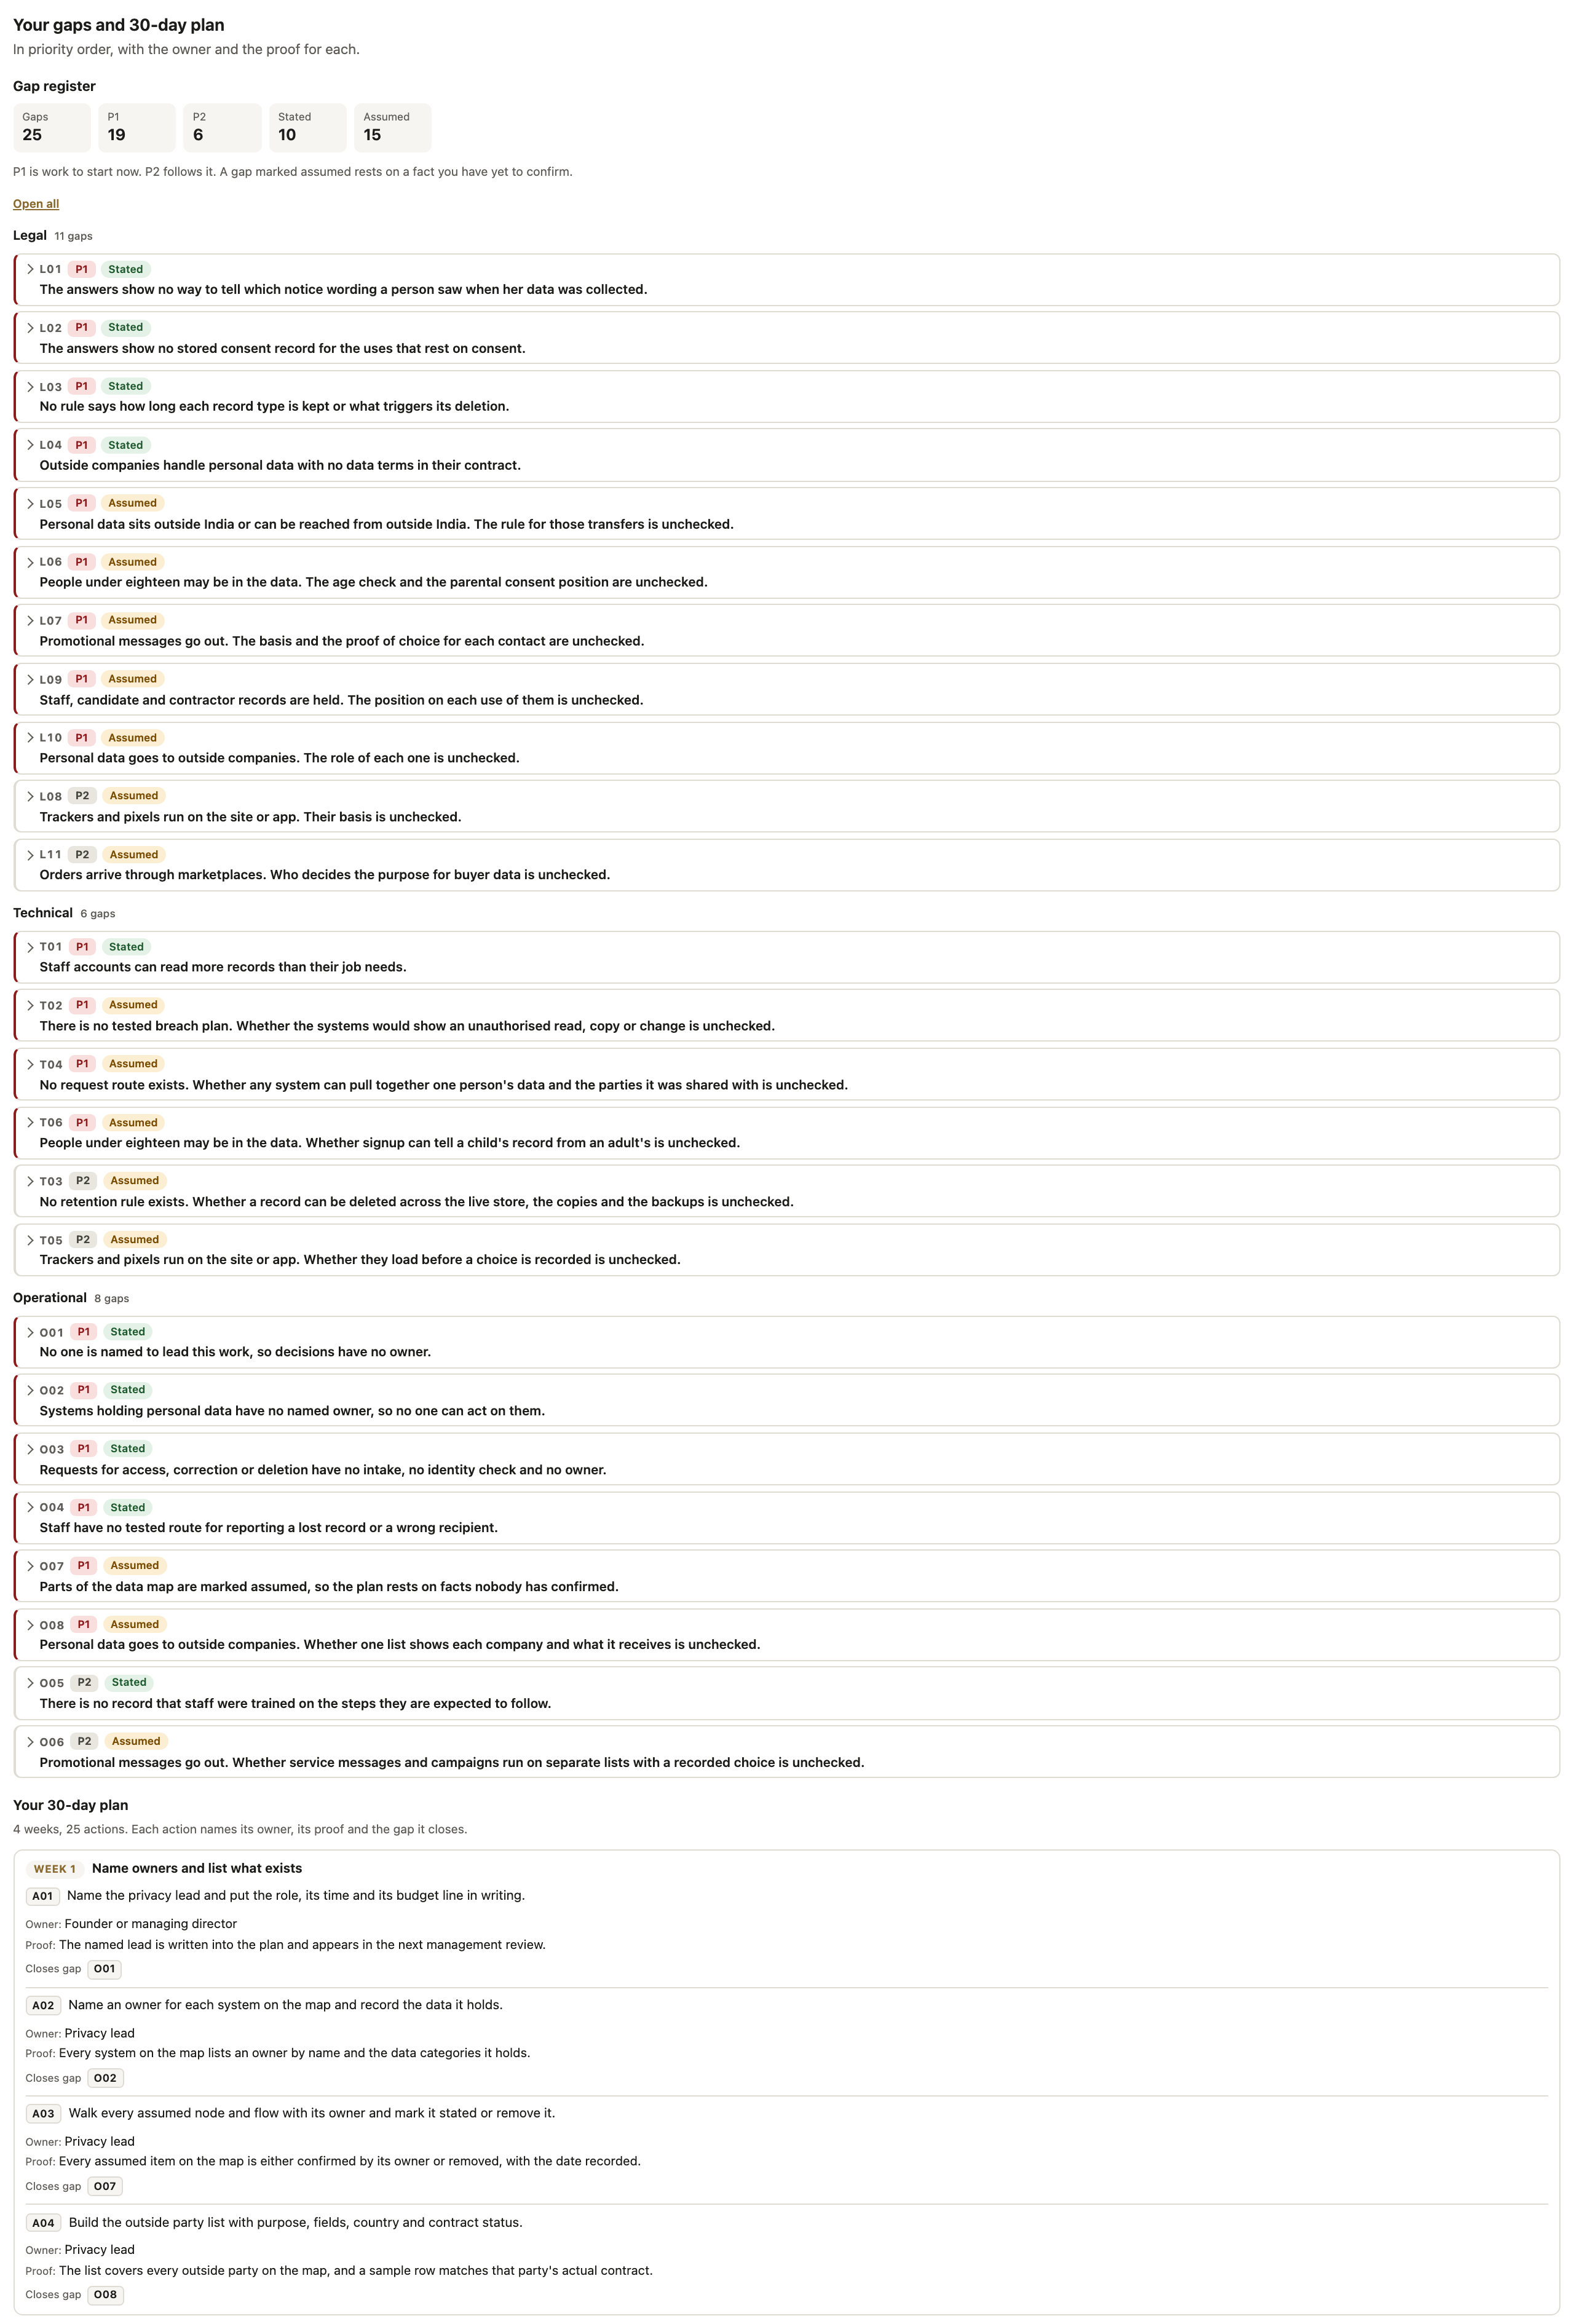 Your gaps and 30-day plan
In priority order, with the owner and the proof for each.
Gap register
Gaps P1 P2 Stated Assumed
25 19 6 10 15
P1 is work to start now. P2 follows it. A gap marked assumed rests on a fact you have yet to confirm.
Open all
Legal 11 gaps
L01 P1 Stated
The answers show no way to tell which notice wording a person saw when her data was collected.
L02 P1 Stated
The answers show no stored consent record for the uses that rest on consent.
L03 P1 Stated
No rule says how long each record type is kept or what triggers its deletion.
L04 P1 Stated
Outside companies handle personal data with no data terms in their contract.
L05 P1 Assumed
Personal data sits outside India or can be reached from outside India. The rule for those transfers is unchecked.
L06 P1 Assumed
People under eighteen may be in the data. The age check and the parental consent position are unchecked.
L07 P1 Assumed
Promotional messages go out. The basis and the proof of choice for each contact are unchecked.
L09 P1 Assumed
Staff, candidate and contractor records are held. The position on each use of them is unchecked.
L10 P1 Assumed
Personal data goes to outside companies. The role of each one is unchecked.
L08 P2 Assumed
Trackers and pixels run on the site or app. Their basis is unchecked.
L11 P2 Assumed
Orders arrive through marketplaces. Who decides the purpose for buyer data is unchecked.
Technical 6 gaps
T01 P1 Stated
Staff accounts can read more records than their job needs.
T02 P1 Assumed
There is no tested breach plan. Whether the systems would show an unauthorised read, copy or change is unchecked.
T04 P1 Assumed
No request route exists. Whether any system can pull together one person's data and the parties it was shared with is unchecked.
T06 P1 Assumed
People under eighteen may be in the data. Whether signup can tell a child's record from an adult's is unchecked.
T03 P2 Assumed
No retention rule exists. Whether a record can be deleted across the live store, the copies and the backups is unchecked.
T05 P2 Assumed
Trackers and pixels run on the site or app. Whether they load before a choice is recorded is unchecked.
Operational 8 gaps
O01 P1 Stated
No one is named to lead this work, so decisions have no owner.
O02 P1 Stated
Systems holding personal data have no named owner, so no one can act on them.
O03 P1 Stated
Requests for access, correction or deletion have no intake, no identity check and no owner.
O04 P1 Stated
Staff have no tested route for reporting a lost record or a wrong recipient.
O07 P1 Assumed
Parts of the data map are marked assumed, so the plan rests on facts nobody has confirmed.
O08 P1 Assumed
Personal data goes to outside companies. Whether one list shows each company and what it receives is unchecked.
O05 P2 Stated
There is no record that staff were trained on the steps they are expected to follow.
O06 P2 Assumed
Promotional messages go out. Whether service messages and campaigns run on separate lists with a recorded choice is unchecked.
Your 30-day plan
4 weeks, 25 actions. Each action names its owner, its proof and the gap it closes.
WEEK 1 Name owners and list what exists
A01 Name the privacy lead and put the role, its time and its budget line in writing.
Owner: Founder or managing director
Proof: The named lead is written into the plan and appears in the next management review.
Closes gap O01
A02 Name an owner for each system on the map and record the data it holds.
Owner: Privacy lead
Proof: Every system on the map lists an owner by name and the data categories it holds.
Closes gap O02
A03 Walk every assumed node and flow with its owner and mark it stated or remove it.
Owner: Privacy lead
Proof: Every assumed item on the map is either confirmed by its owner or removed, with the date recorded.
Closes gap O07
A04 Build the outside party list with purpose, fields, country and contract status.
Owner: Privacy lead
Proof: The list covers every outside party on the map, and a sample row matches that party's actual contract.
Closes gap O08